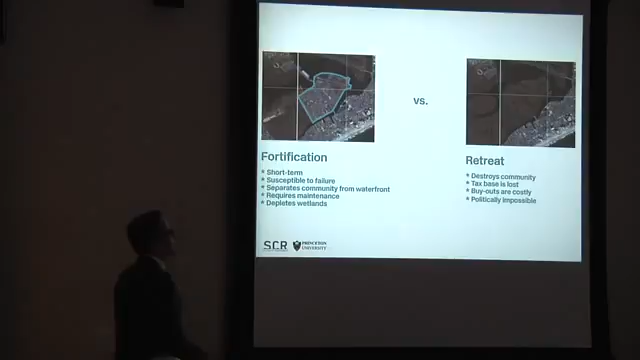 vs.
Fortification
* Short-term
* Susceptible to failure
* Separates community from waterfront
* Requires maintenance
* Depletes wetlands
Retreat
* Destroys community
* Tax base is lost
* Buy-outs are costly
* Politically impossible
SCR
PRINCETON
UNIVERSITY